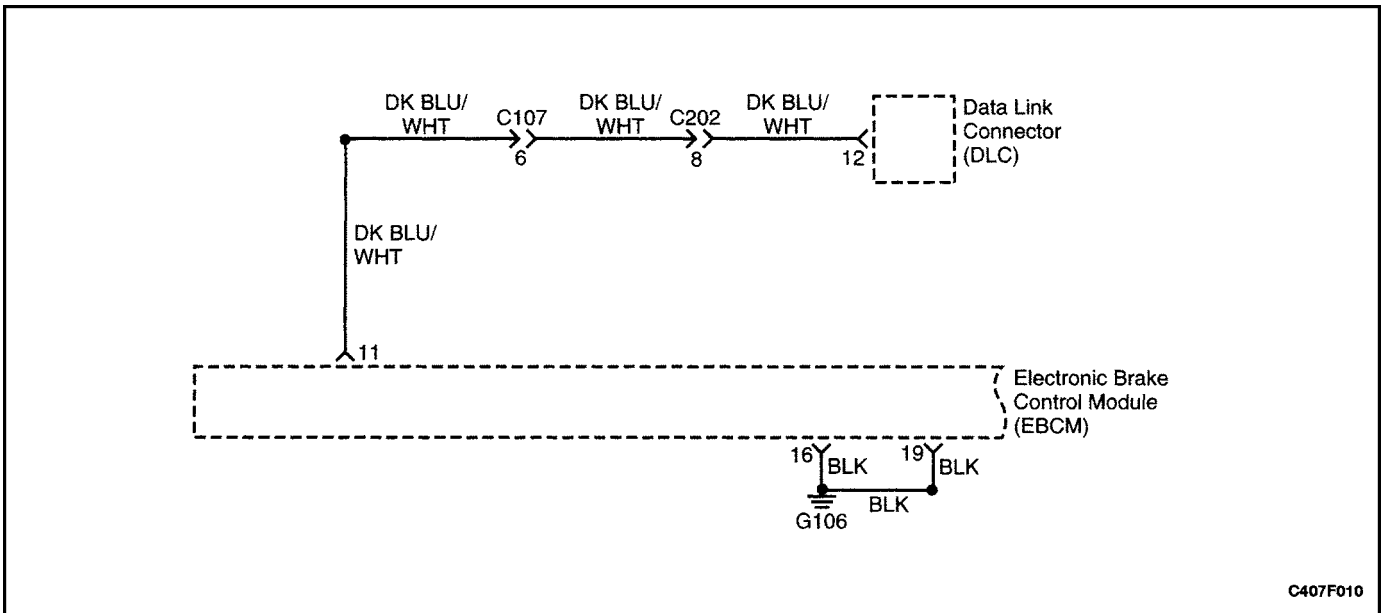 DK BLU/
WHT
C107
6
DK BLU/
WHT
C202
8
DK BLU/
WHT
12
Data Link
Connector
(DLC)
DK BLU/
WHT
11
Electronic Brake
Control Module
(EBCM)
16
BLK
19
BLK
BLK
G106
C407F010